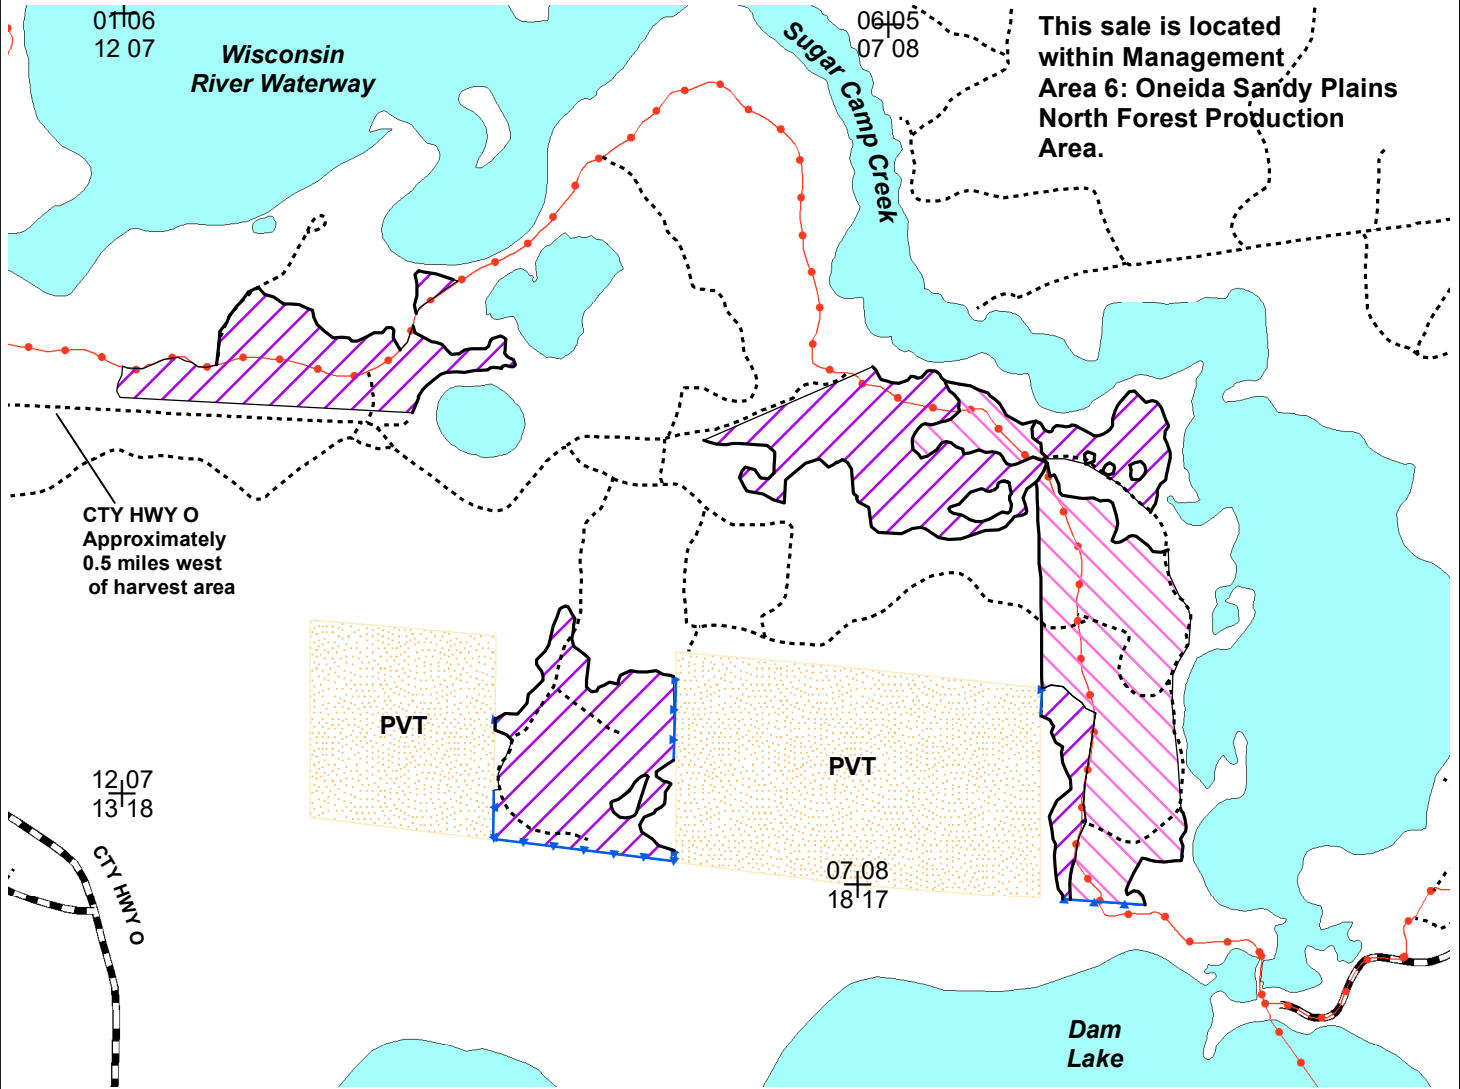 01 06
12 07
Wisconsin
River Waterway
Sugar Camp Creek
06 05
07 08
This sale is located
within Management
Area 6: Oneida Sandy Plains
North Forest Production
Area.
CTY HWY O
Approximately
0.5 miles west
of harvest area
PVT
PVT
12 07
13 18
CTY HWY O
07 08
18 17
Dam
Lake